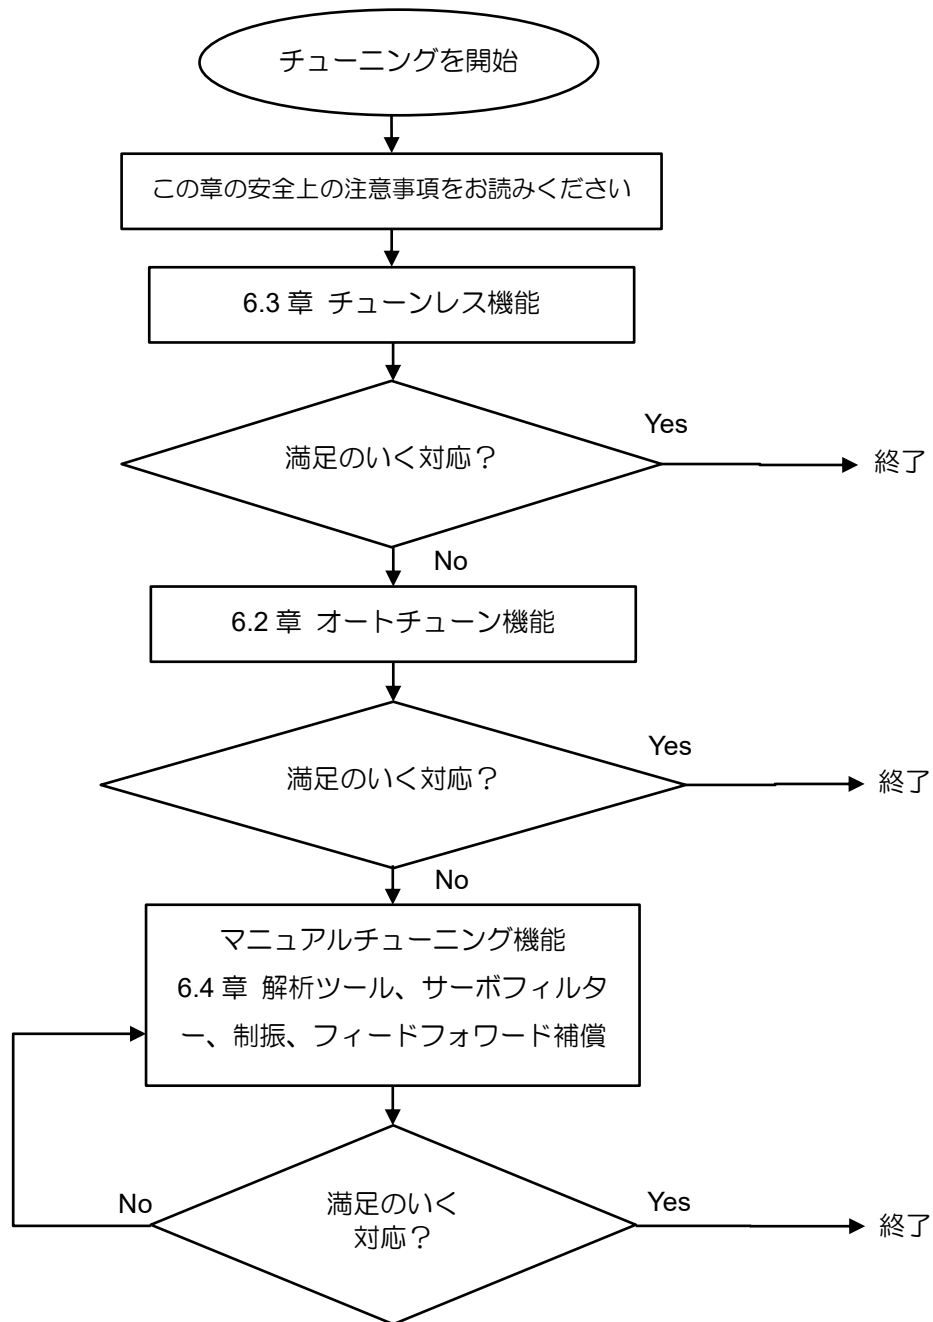 チューニングを開始
この章の安全上の注意事項をお読みください
6.3 章 チューンレス機能
満足のいく対応?
Yes
終了
No
6.2 章 オートチューン機能
満足のいく対応?
Yes
終了
No
マニュアルチューニング機能
6.4 章 解析ツール、サーボフィルタ
ー、制振、フィードフォワード補償
No
満足のいく
対応?
Yes
終了